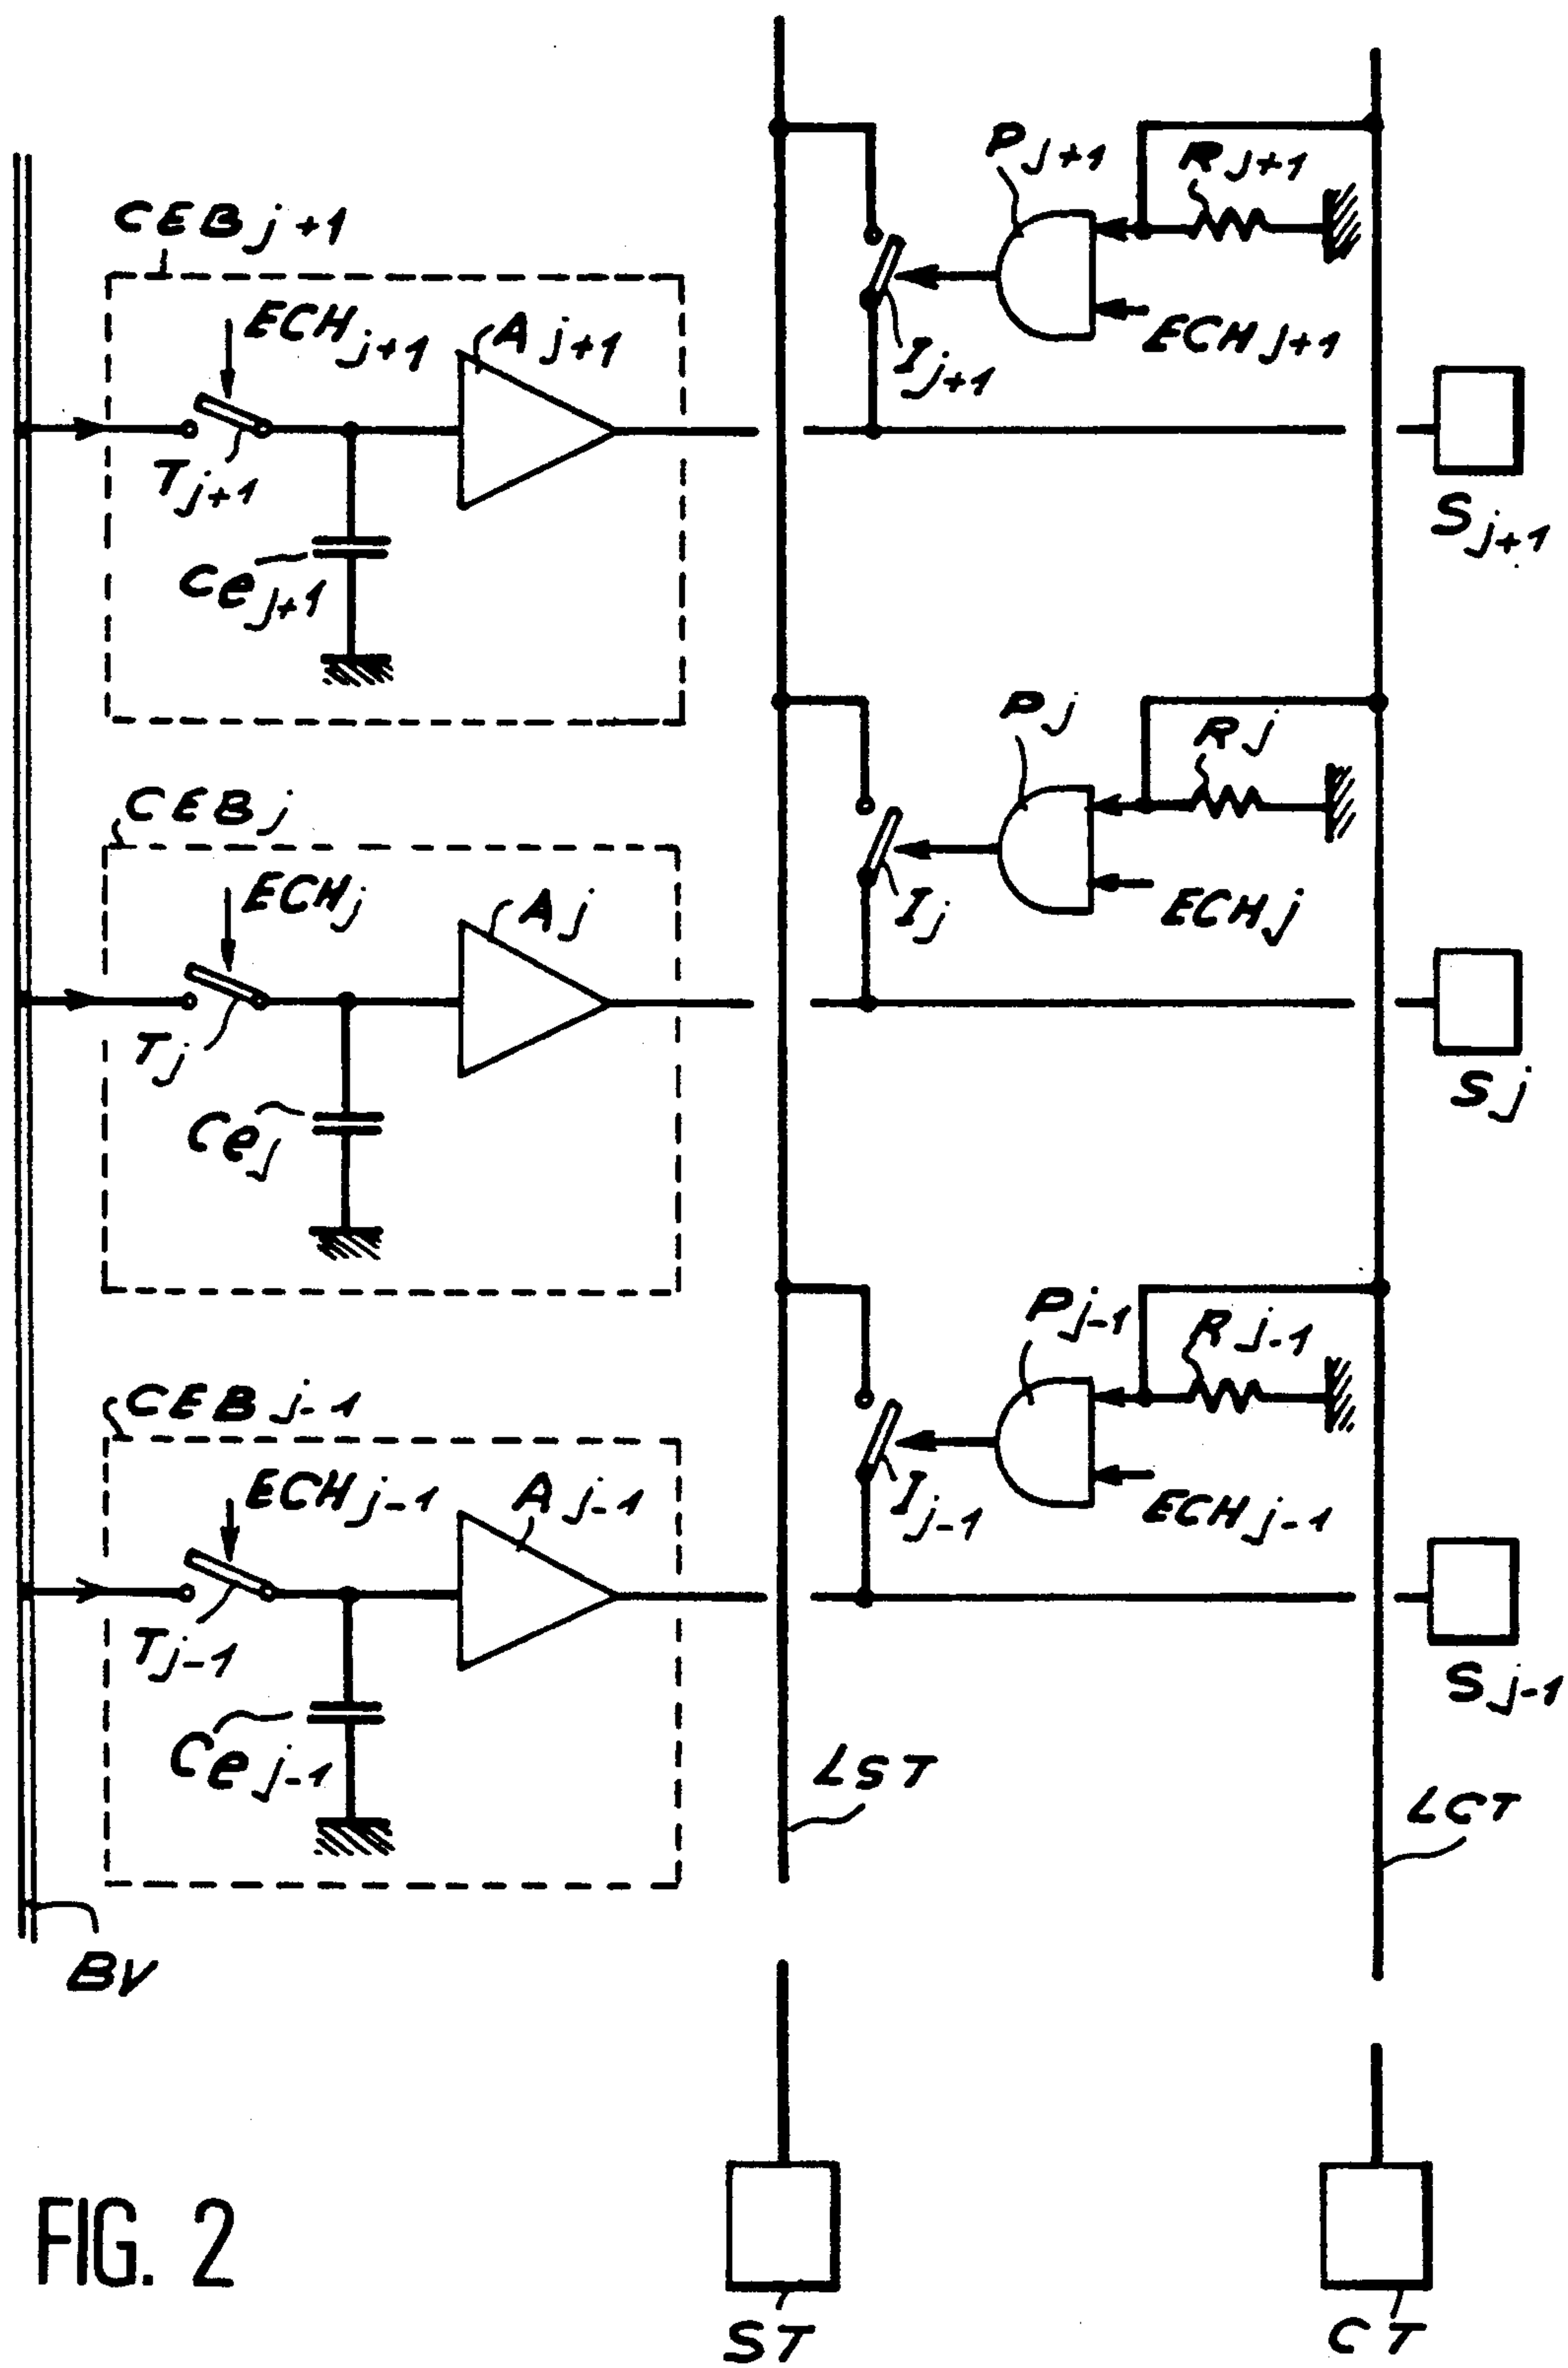 Pj+1
Rj+1
CEBj+1
ECHj+1
Aj+1
Ij+1
ECHj+1
Tj+1
Sj+1
Cej+1
Pj
Rj
CEBj
ECHj
Aj
Ij
ECHj
Tj
Sj
Cej
Pj-1
Rj-1
CEBj-1
ECHj-1
Aj-1
Ij-1
ECHj-1
Tj-1
Sj-1
Cej-1
LST
LCT
BV
FIG. 2
ST
CT